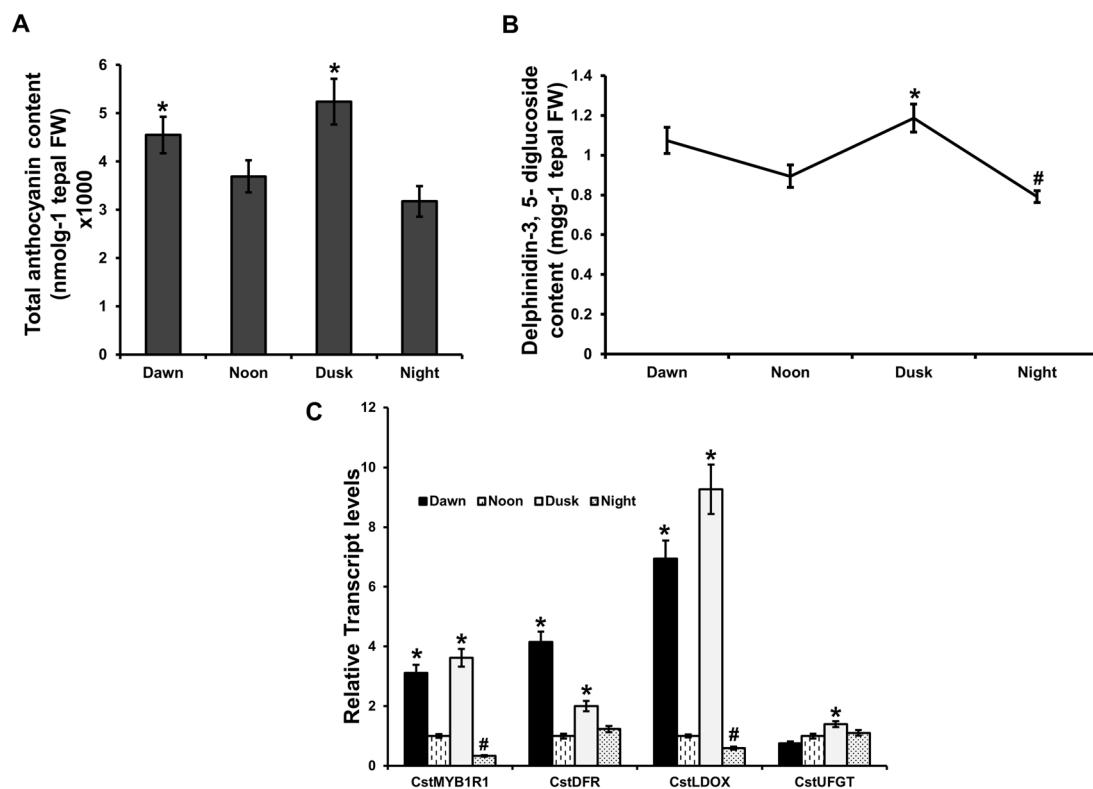 A
Total anthocyanin content
(nmolg-1 tepal FW)
x1000
6
5
4
3
2
1
0
*
*
Dawn Noon Dusk Night
B
Delphinidin-3, 5- diglucoside
content (mgg-1 tepal FW)
1.4
1.2
1
0.8
0.6
0.4
0.2
0
*
#
Dawn Noon Dusk Night
C
Relative Transcript levels
12
10
8
6
4
2
0
Dawn Noon Dusk Night
* * #
* *
* * #
*
CstMYB1R1 CstDFR CstLDOX CstUFGT